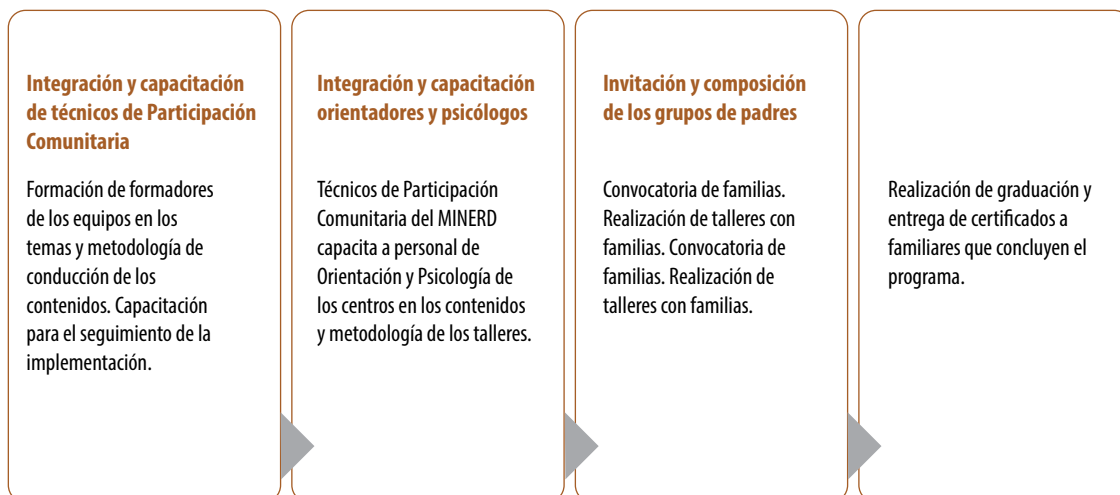 Integración y capacitación
de técnicos de Participación
Comunitaria
Formación de formadores
de los equipos en los
temas y metodología de
conducción de los
contenidos. Capacitación
para el seguimiento de la
implementación.
Integración y capacitación
orientadores y psicólogos
Técnicos de Participación
Comunitaria del MINERD
capacita a personal de
Orientación y Psicología de
los centros en los contenidos
y metodología de los talleres.
Invitación y composición
de los grupos de padres
Convocatoria de familias.
Realización de talleres con
familias. Convocatoria de
familias. Realización de
talleres con familias.
Realización de graduación y
entrega de certificados a
familiares que concluyen el
programa.